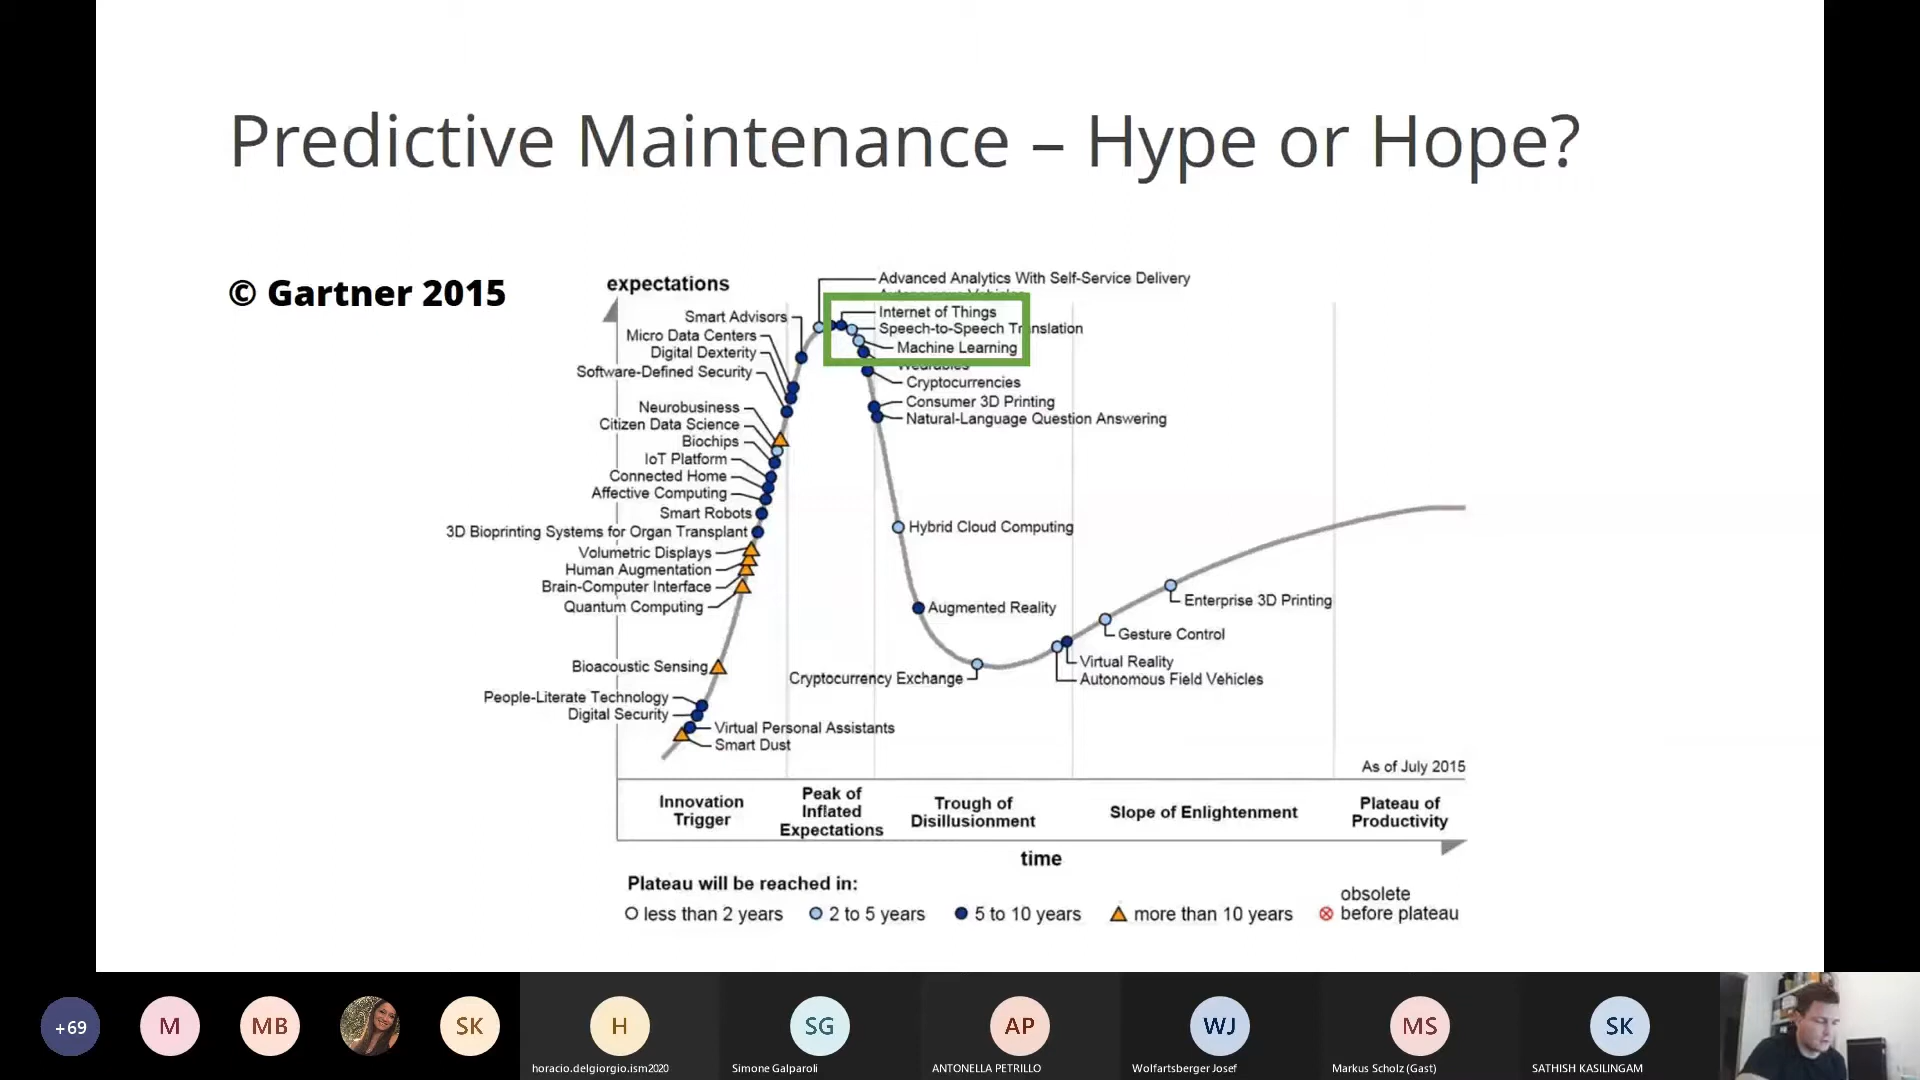 Predictive Maintenance – Hype or Hope?
© Gartner 2015
expectations
Advanced Analytics With Self-Service Delivery
Internet of Things
Speech-to-Speech Translation
Machine Learning
Wearables
Cryptocurrencies
Consumer 3D Printing
Natural-Language Question Answering
Smart Advisors
Micro Data Centers
Digital Dexterity
Software-Defined Security
Neurobusiness
Citizen Data Science
Biochips
IoT Platform
Connected Home
Affective Computing
Smart Robots
3D Bioprinting Systems for Organ Transplant
Volumetric Displays
Human Augmentation
Brain-Computer Interface
Quantum Computing
Bioacoustic Sensing
People-Literate Technology
Digital Security
Virtual Personal Assistants
Smart Dust
Hybrid Cloud Computing
Augmented Reality
Cryptocurrency Exchange
Enterprise 3D Printing
Gesture Control
Virtual Reality
Autonomous Field Vehicles
As of July 2015
Innovation
Trigger
Peak of
Inflated
Expectations
Trough of
Disillusionment
Slope of Enlightenment
Plateau of
Productivity
time
Plateau will be reached in:
less than 2 years
2 to 5 years
5 to 10 years
more than 10 years
obsolete
before plateau
+69
M
MB
SK
H
SG
AP
WJ
MS
SK
horacio.delgiorgio.ism2020
Simone Galparoli
ANTONELLA PETRILLO
Wolfartsberger Josef
Markus Scholz (Gast)
SATHISH KASILINGAM